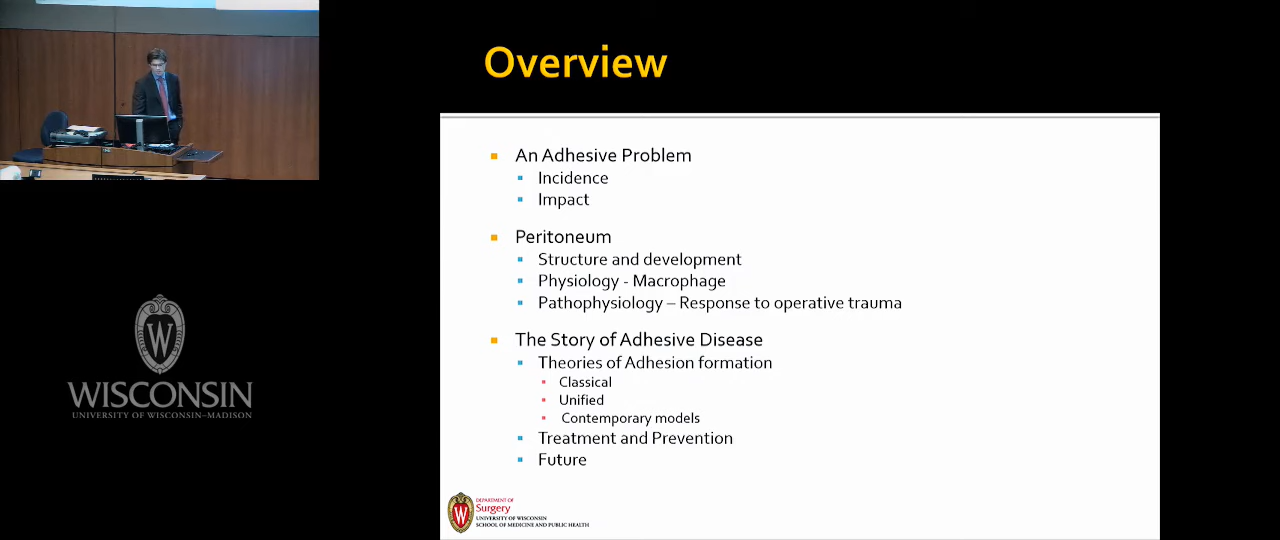 Overview
An Adhesive Problem
Incidence
Impact
Peritoneum
Structure and development
Physiology - Macrophage
Pathophysiology – Response to operative trauma
The Story of Adhesive Disease
Theories of Adhesion formation
Classical
Unified
Contemporary models
Treatment and Prevention
Future
W
WISCONSIN
UNIVERSITY OF WISCONSIN–MADISON
W
DEPARTMENT OF
Surgery
UNIVERSITY OF WISCONSIN
SCHOOL OF MEDICINE AND PUBLIC HEALTH